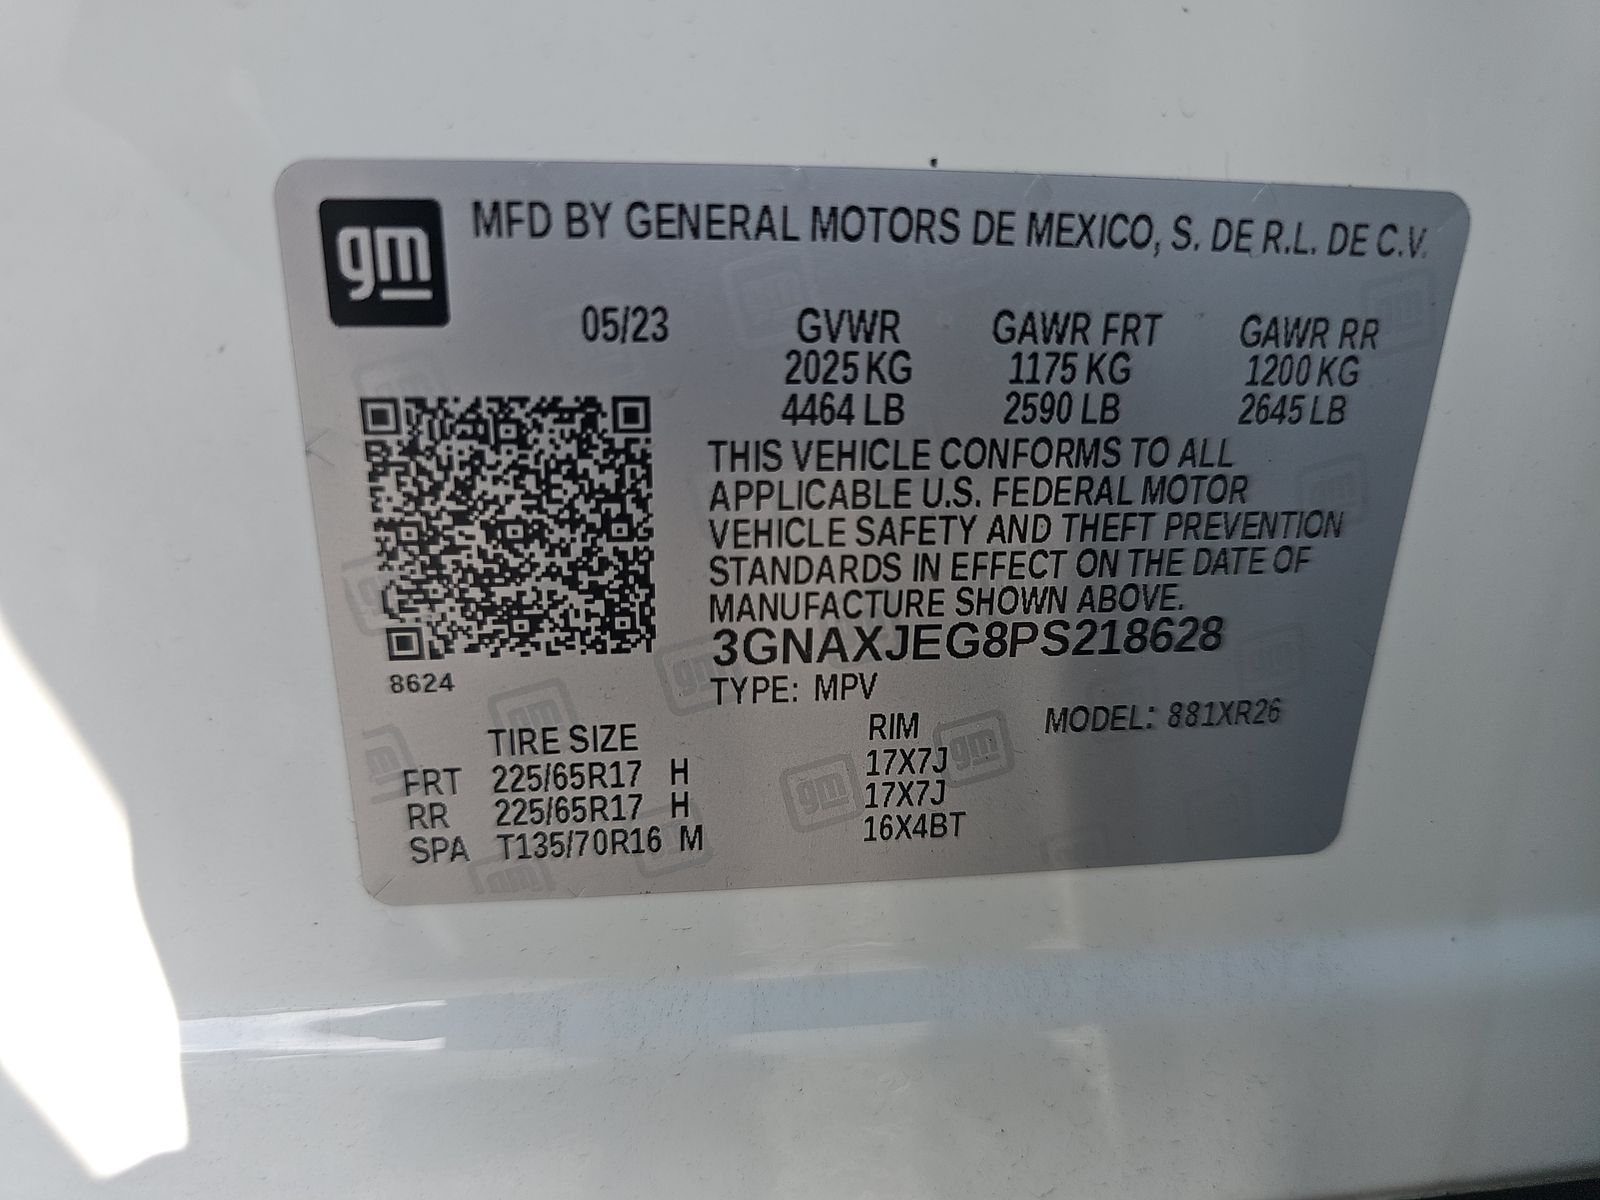 gm
MFD BY GENERAL MOTORS DE MEXICO, S. DE R.L. DE C.V.
05/23 GVWR GAWR FRT GAWR RR
2025 KG 1175 KG 1200 KG
4464 LB 2590 LB 2645 LB
THIS VEHICLE CONFORMS TO ALL
APPLICABLE U.S. FEDERAL MOTOR
VEHICLE SAFETY AND THEFT PREVENTION
STANDARDS IN EFFECT ON THE DATE OF
MANUFACTURE SHOWN ABOVE.
3GNAXJEG8PS218628
8624
TYPE: MPV
MODEL: 881XR26
TIRE SIZE RIM
FRT 225/65R17 H 17X7J
RR 225/65R17 H 17X7J
SPA T135/70R16 M 16X4BT